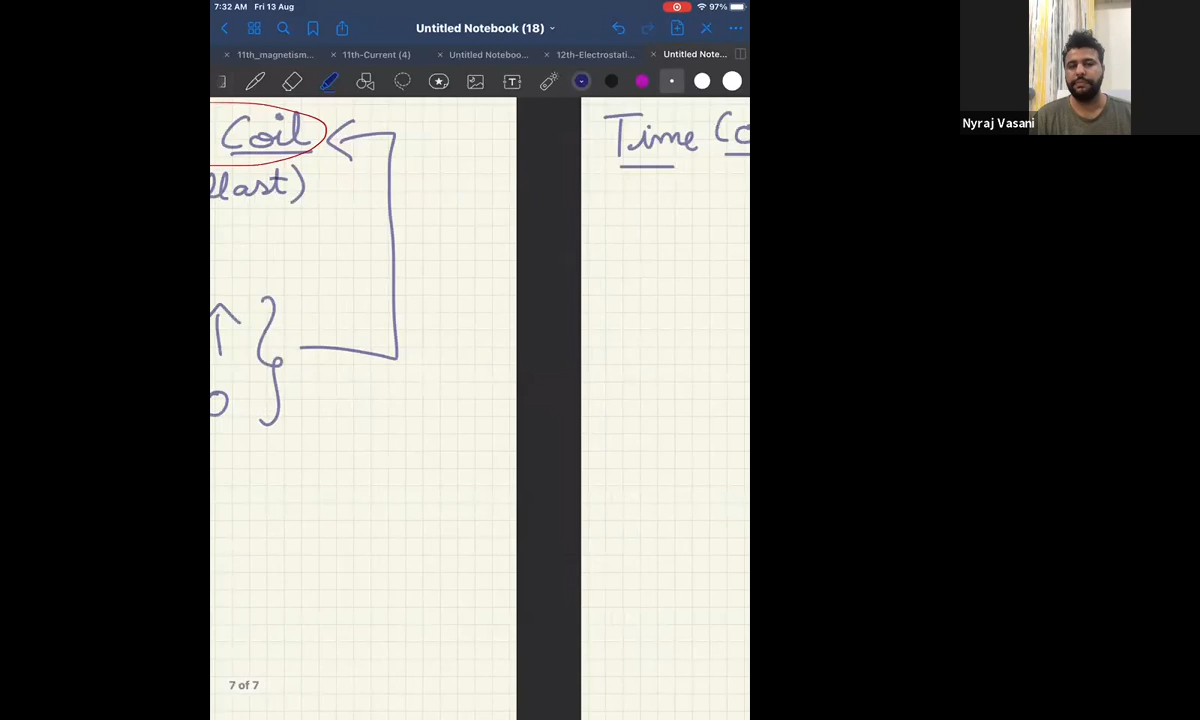 7:32 AM Fri 13 Aug
97%
Untitled Notebook (18)
11th_magnetism...
11th-Current (4)
Untitled Noteboo...
12th-Electrostati...
Untitled Note...
Coil
llast)
Time Co
7 of 7
Nyraj Vasani